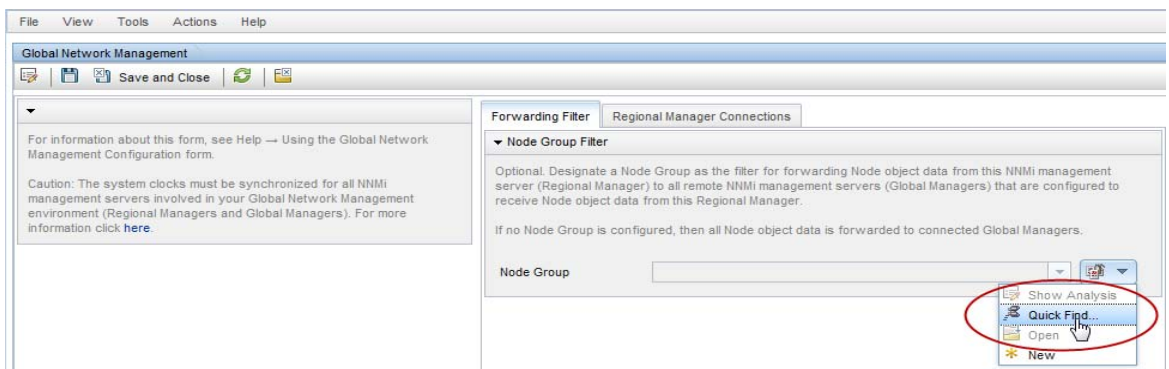 File View Tools Actions Help
Global Network Management
Save and Close
For information about this form, see Help → Using the Global Network
Management Configuration form.
Caution: The system clocks must be synchronized for all NNMi
management servers involved in your Global Network Management
environment (Regional Managers and Global Managers). For more
information click here.
Forwarding Filter Regional Manager Connections
Node Group Filter
Optional. Designate a Node Group as the filter for forwarding Node object data from this NNMi management
server (Regional Manager) to all remote NNMi management servers (Global Managers) that are configured to
receive Node object data from this Regional Manager.
If no Node Group is configured, then all Node object data is forwarded to connected Global Managers.
Node Group
Show Analysis
Quick Find...
Open
New